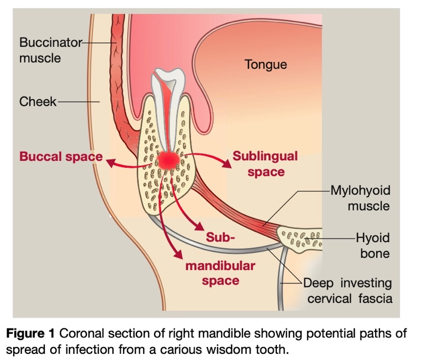 Buccinator
muscle
Tongue
Cheek
Buccal space
Sublingual
space
Mylohyoid
muscle
Sub-
mandibular
space
Hyoid
bone
Deep investing
cervical fascia
Figure 1 Coronal section of right mandible showing potential paths of
spread of infection from a carious wisdom tooth.